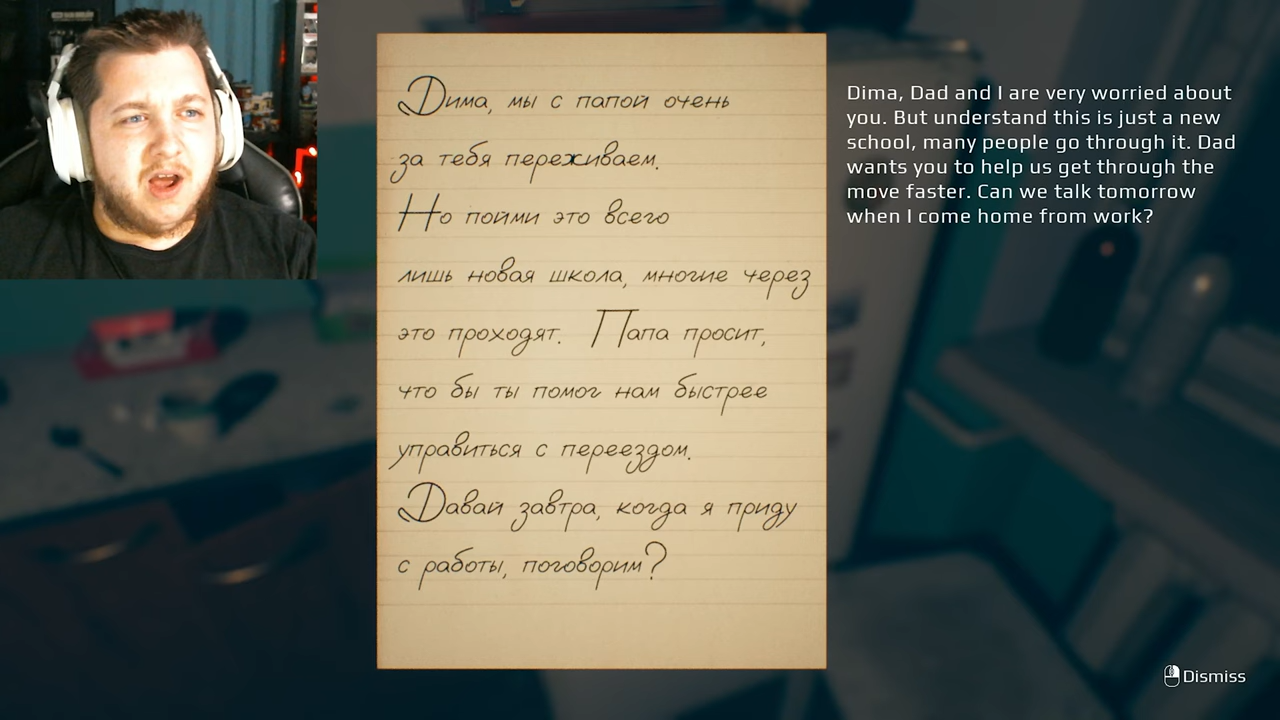 Дима, мы с папой очень
за тебя переживаем.
Но пойми это всего
лишь новая школа, многие через
это проходят. Папа просит,
что бы ты помог нам быстрее
управиться с переездом.
Давай завтра, когда я приду
с работы, поговорим?
Dima, Dad and I are very worried about
you. But understand this is just a new
school, many people go through it. Dad
wants you to help us get through the
move faster. Can we talk tomorrow
when I come home from work?
Dismiss